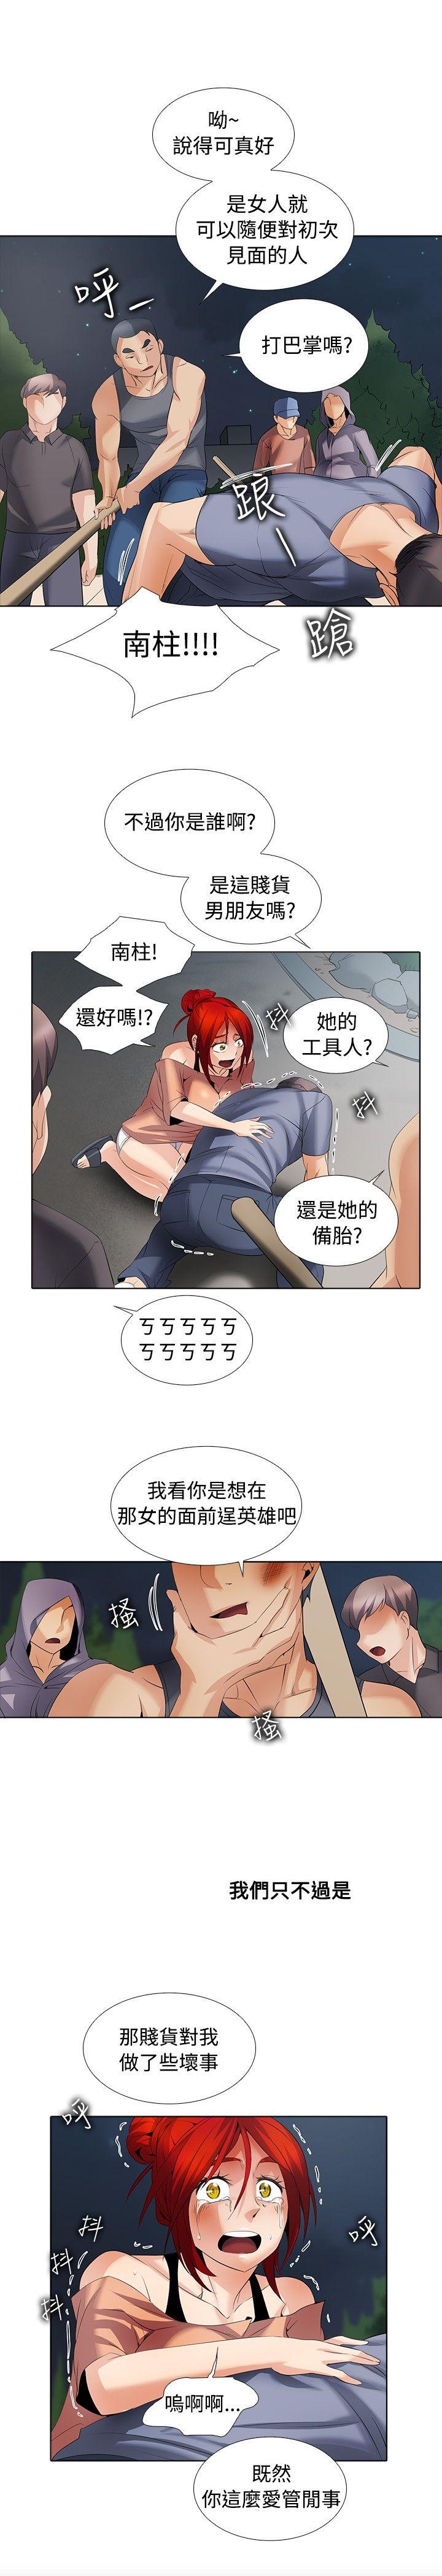 呦~
說得可真好
是女人就
可以隨便對初次
見面的人
呼
打巴掌嗎?
踉
南柱!!!!
蹌
不過你是誰啊?
是這賤貨
男朋友嗎?
南柱!
還好嗎!?
抖
她的
工具人?
抖
還是她的
備胎?
ㄎㄎㄎㄎㄎ
ㄎㄎㄎㄎㄎ
我看你是想在
那女的面前逞英雄吧
搔
搔
我們只不過是
那賤貨對我
做了些壞事
呼
抖
抖
抖
呼
嗚啊啊...
既然
你這麼愛管閒事